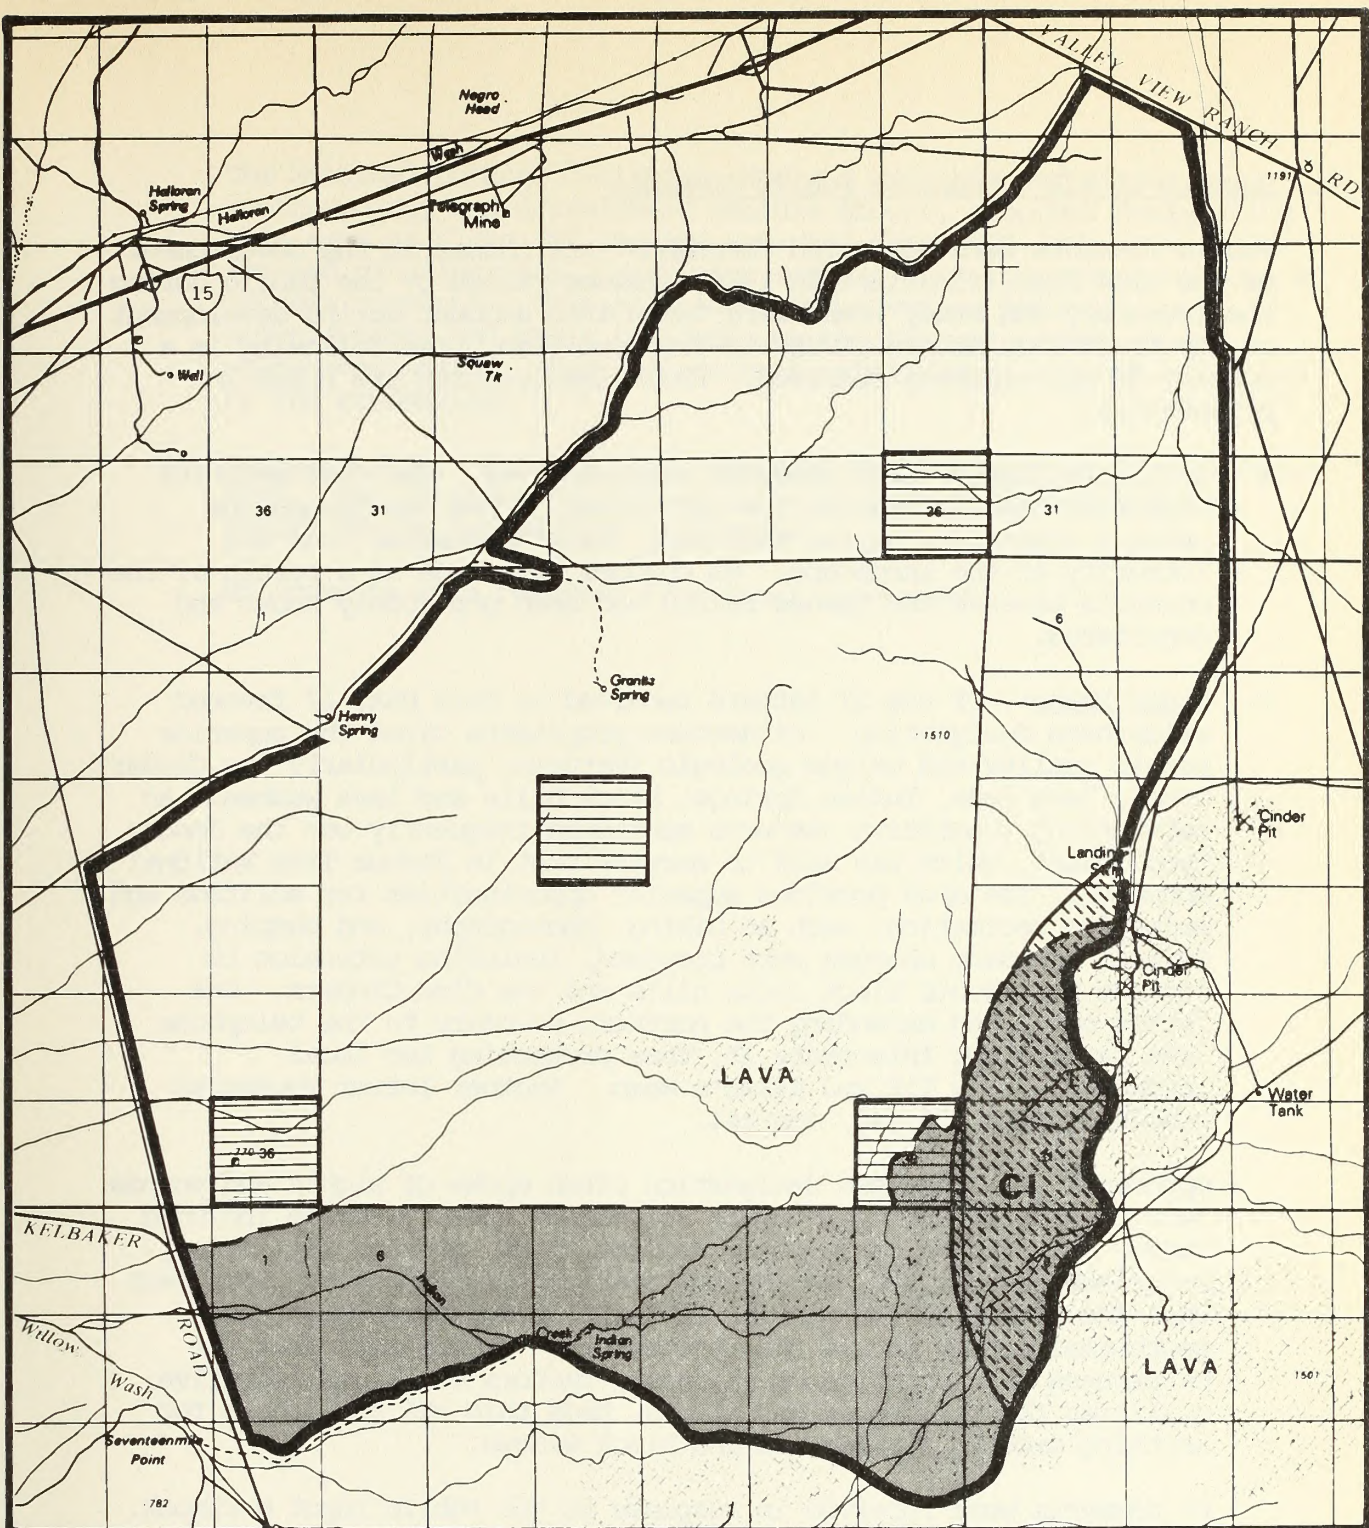 VALLEY VIEW RANCH RD
Negro
Head
Wash
Halloran
Spring
Halloran
Telegraph
Mine
1191
15
Squaw
TK
Well
36
31
36
31
1
6
Granite
Spring
Henry
Spring
1510
Cinder
Pit
Landing
Strip
Cinder
Pit
LAVA
A
Water
Tank
770
36
36
CI
KELBAKER
ROAD
1
6
Indian
Creek
Indian
Spring
Willow
Wash
LAVA
1501
Seventeenmile
Point
782